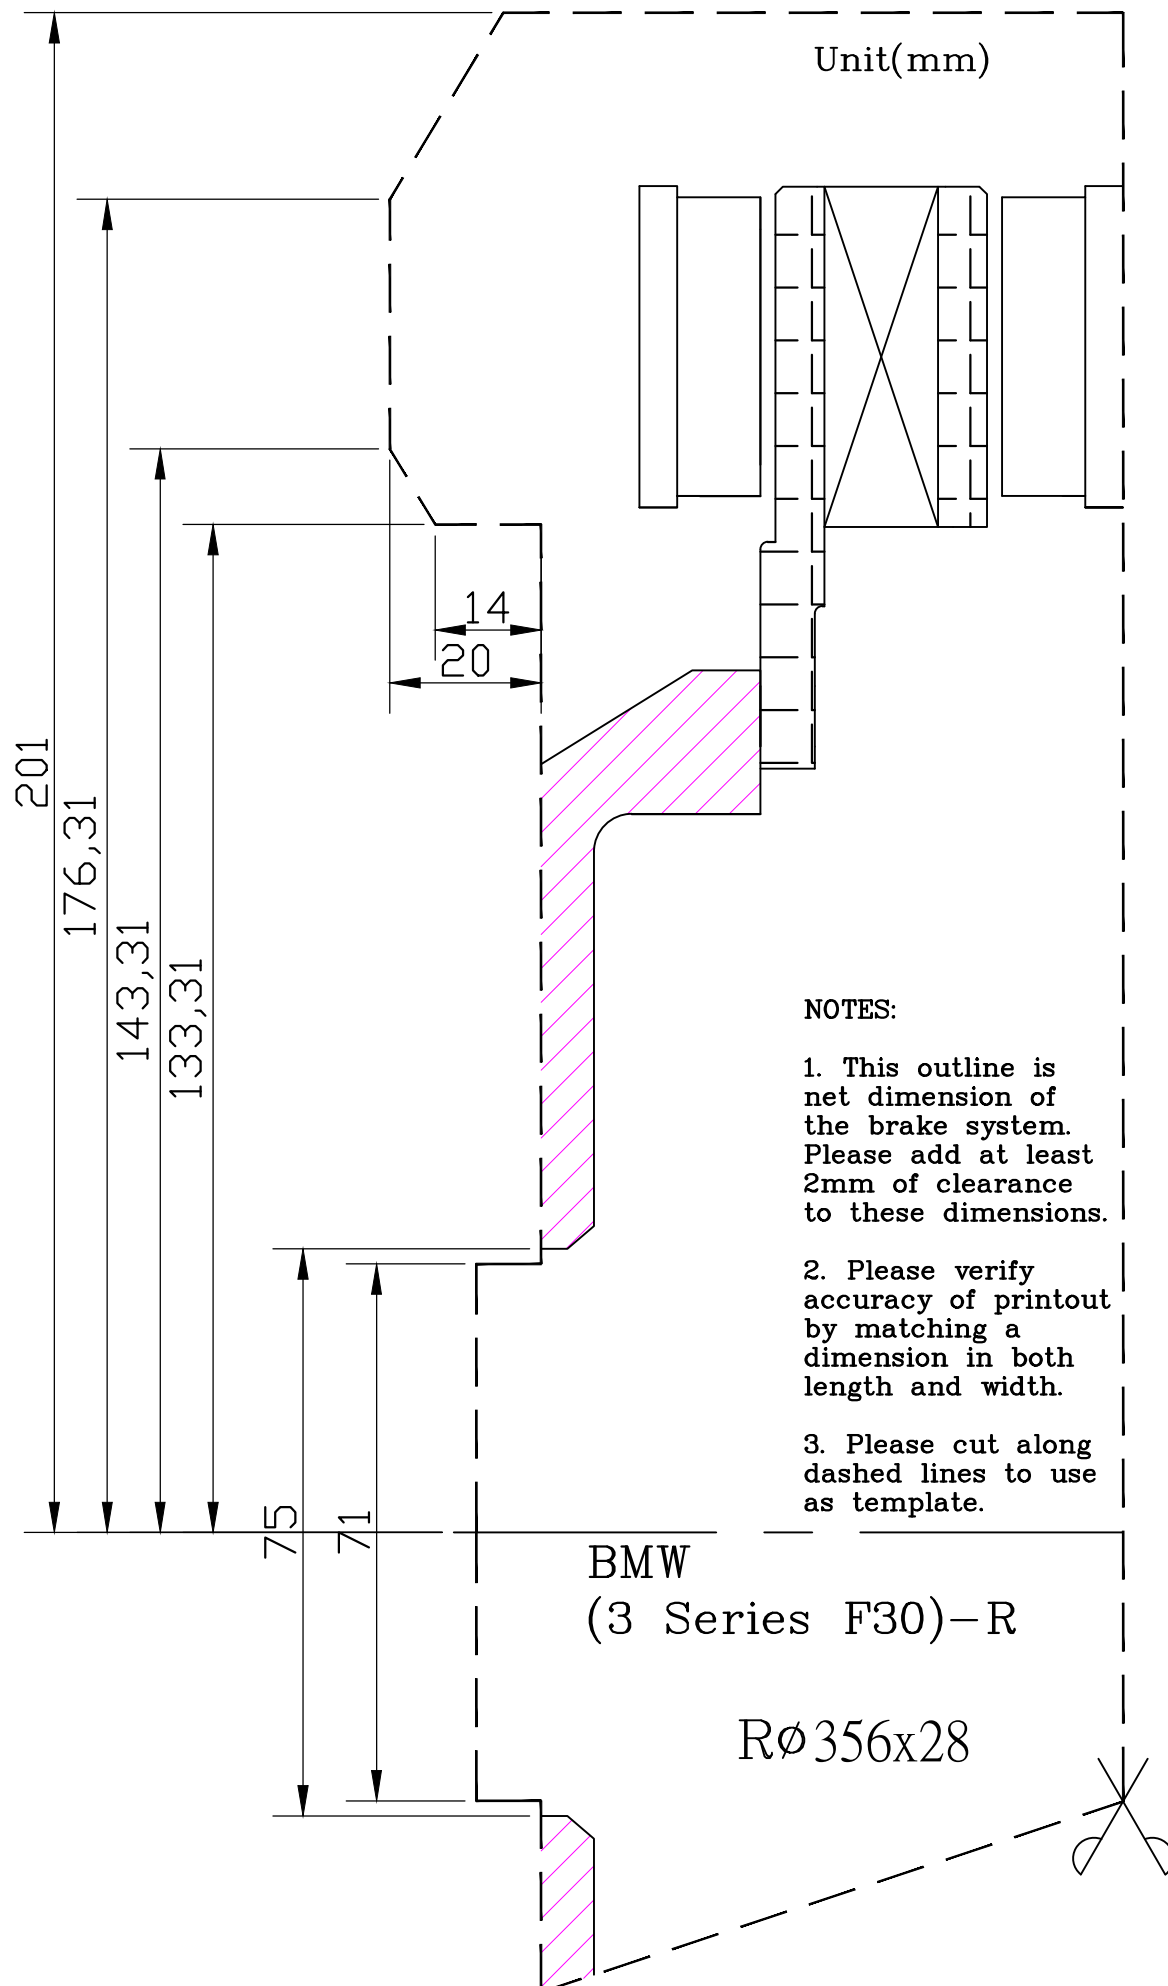 Unit(mm)
14
20
201
176,31
143,31
133,31
NOTES:
1. This outline is
net dimension of
the brake system.
Please add at least
2mm of clearance
to these dimensions.
2. Please verify
accuracy of printout
by matching a
dimension in both
length and width.
3. Please cut along
dashed lines to use
as template.
75
71
BMW
(3 Series F30)-R
Rø356x28